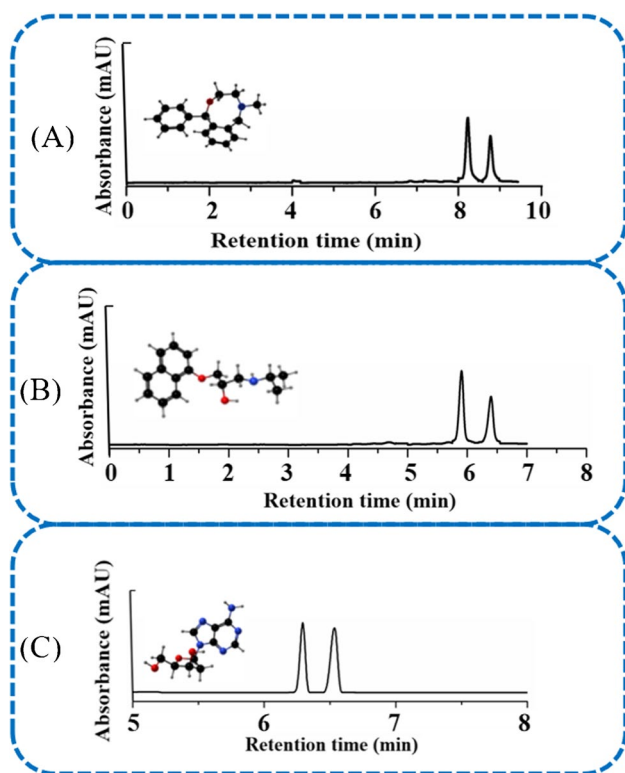 (A)
Absorbance (mAU)
0 2 4 6 8 10
Retention time (min)
(B)
Absorbance (mAU)
0 1 2 3 4 5 6 7 8
Retention time (min)
(C)
Absorbance (mAU)
5 6 7 8
Retention time (min)